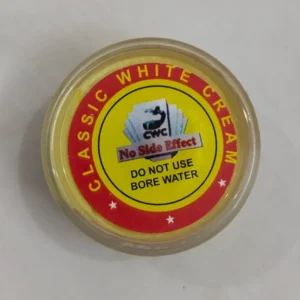 CLASSIC WHITE CREAM
CWC
No Side Effect
DO NOT USE
BORE WATER